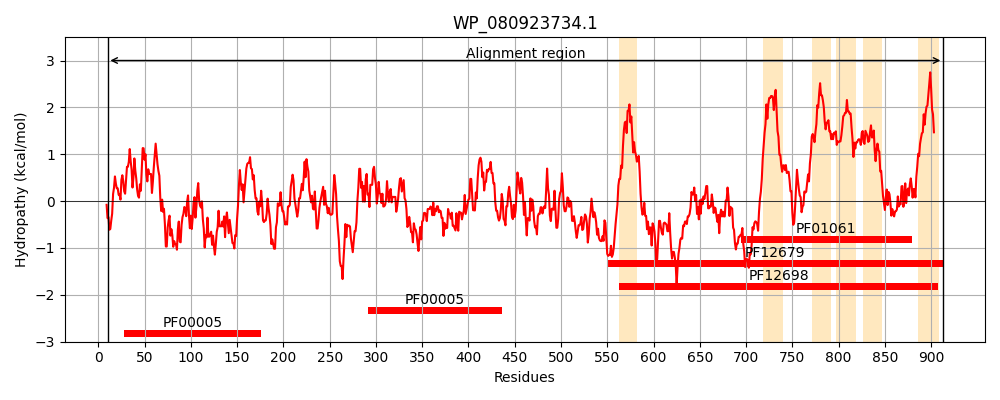 WP_080923734.1
Alignment region
Hydropathy (kcal/mol)
3
2
1
0
−1
−2
−3
PF01061
PF12679
PF12698
PF00005
PF00005
0 50 100 150 200 250 300 350 400 450 500 550 600 650 700 750 800 850 900
Residues